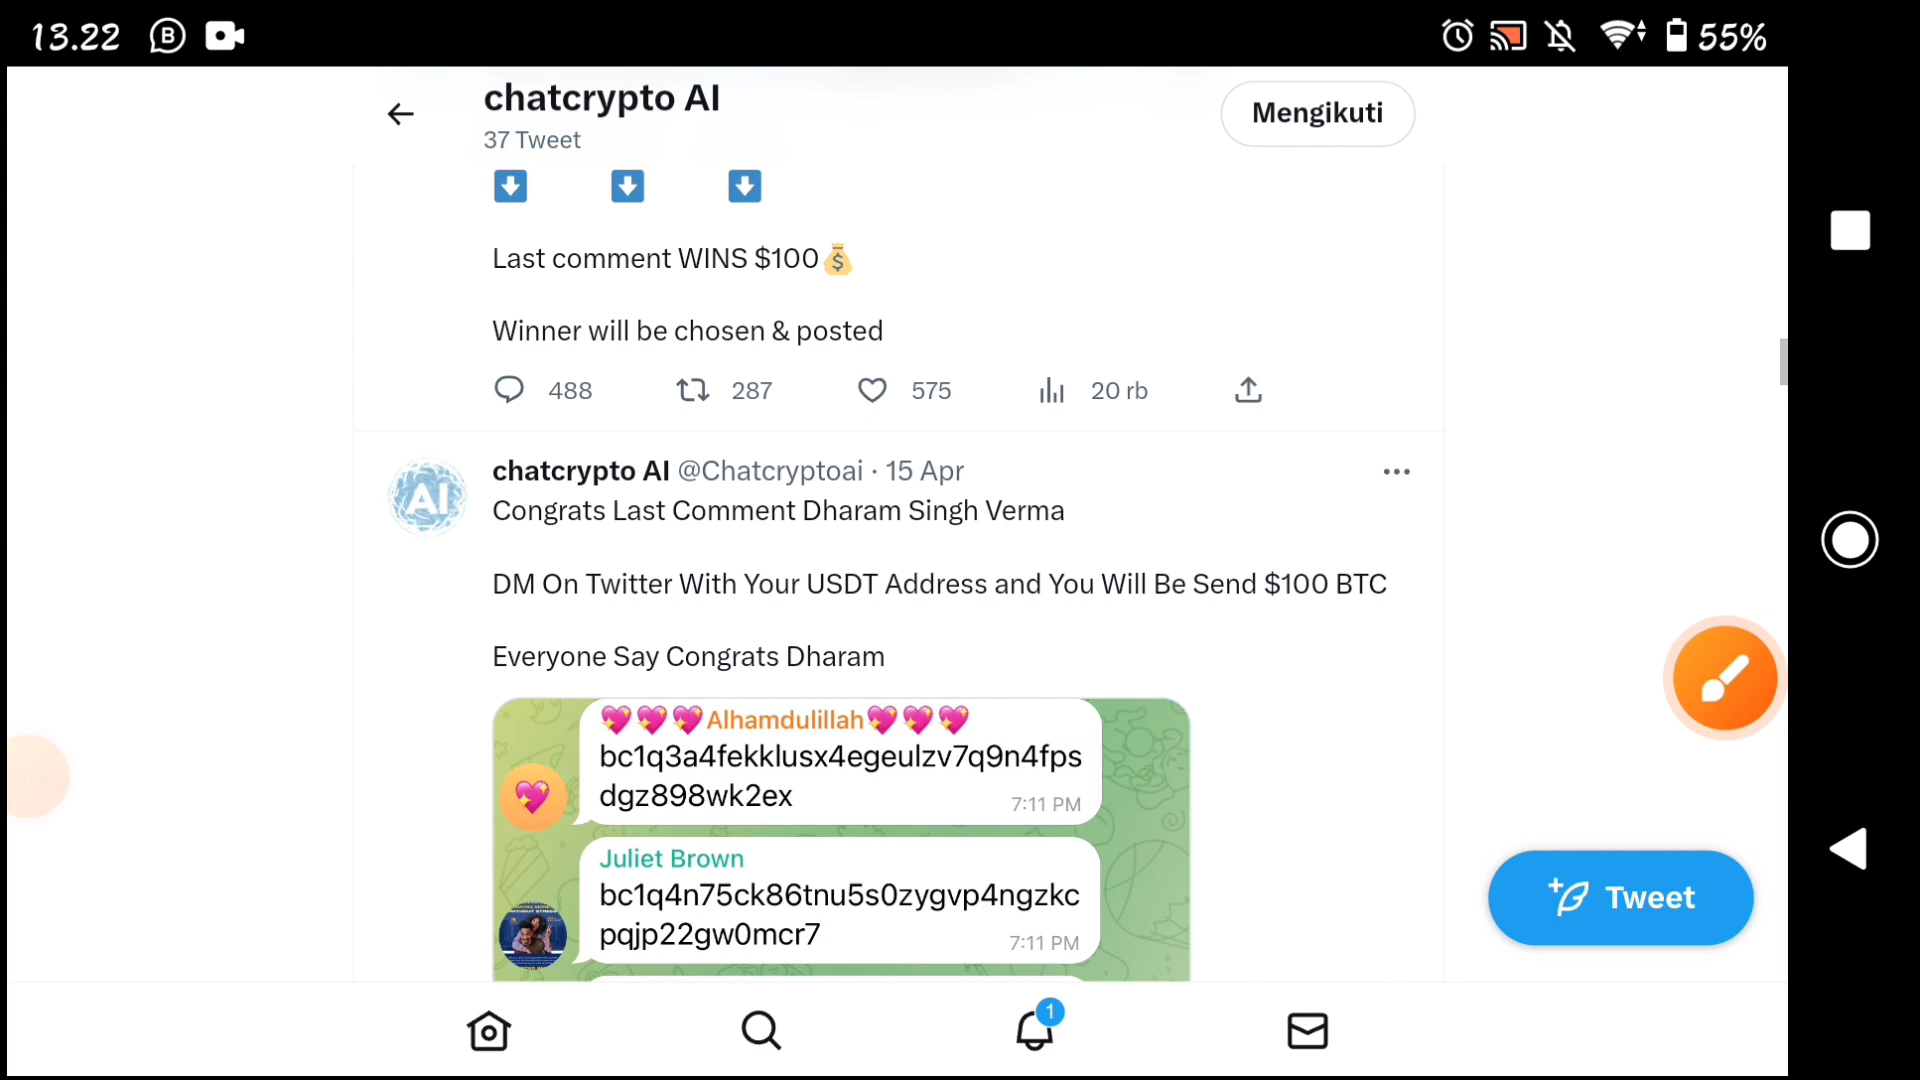 13.22
55%
chatcrypto AI
37 Tweet
Mengikuti
Last comment WINS $100
Winner will be chosen & posted
488 287 575 20 rb
chatcrypto AI @Chatcryptoai · 15 Apr
Congrats Last Comment Dharam Singh Verma
DM On Twitter With Your USDT Address and You Will Be Send $100 BTC
Everyone Say Congrats Dharam
Alhamdulillah
bc1q3a4fekklusx4egeulzv7q9n4fps
dgz898wk2ex
7:11 PM
Juliet Brown
bc1q4n75ck86tnu5s0zygvp4ngzkc
pqjp22gw0mcr7
7:11 PM
AI
Tweet
1